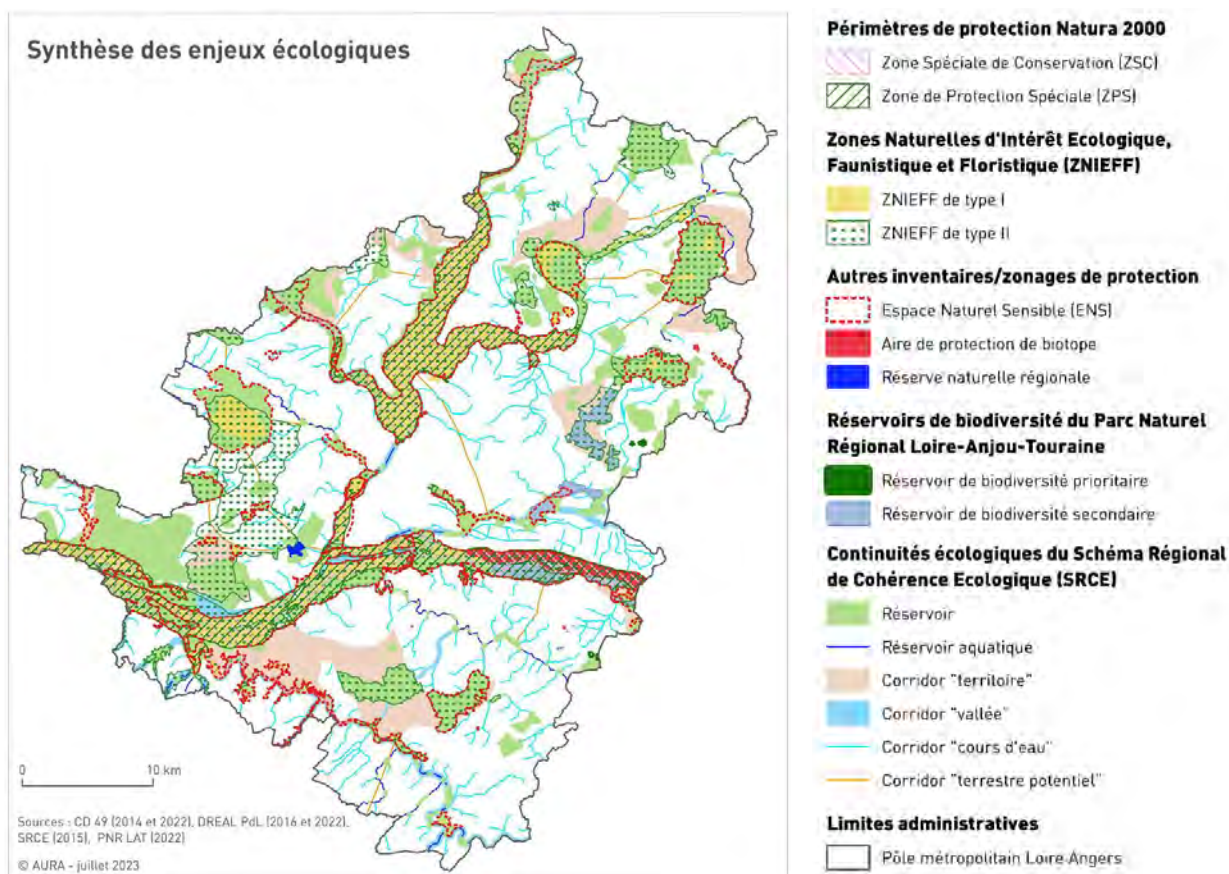 Synthèse des enjeux écologiques
0 10 km
Sources : CD 49 (2014 et 2022), DREAL PdL (2016 et 2022),
SRCE (2015), PNR LAT (2022)
© AURA - juillet 2023
Périmètres de protection Natura 2000
Zone Spéciale de Conservation (ZSC)
Zone de Protection Spéciale (ZPS)
Zones Naturelles d'Intérêt Ecologique,
Faunistique et Floristique (ZNIEFF)
ZNIEFF de type I
ZNIEFF de type II
Autres inventaires/zonages de protection
Espace Naturel Sensible (ENS)
Aire de protection de biotope
Réserve naturelle régionale
Réservoirs de biodiversité du Parc Naturel
Régional Loire-Anjou-Touraine
Réservoir de biodiversité prioritaire
Réservoir de biodiversité secondaire
Continuités écologiques du Schéma Régional
de Cohérence Ecologique (SRCE)
Réservoir
Réservoir aquatique
Corridor "territoire"
Corridor "vallée"
Corridor "cours d'eau"
Corridor "terrestre potentiel"
Limites administratives
Pôle métropolitain Loire-Angers